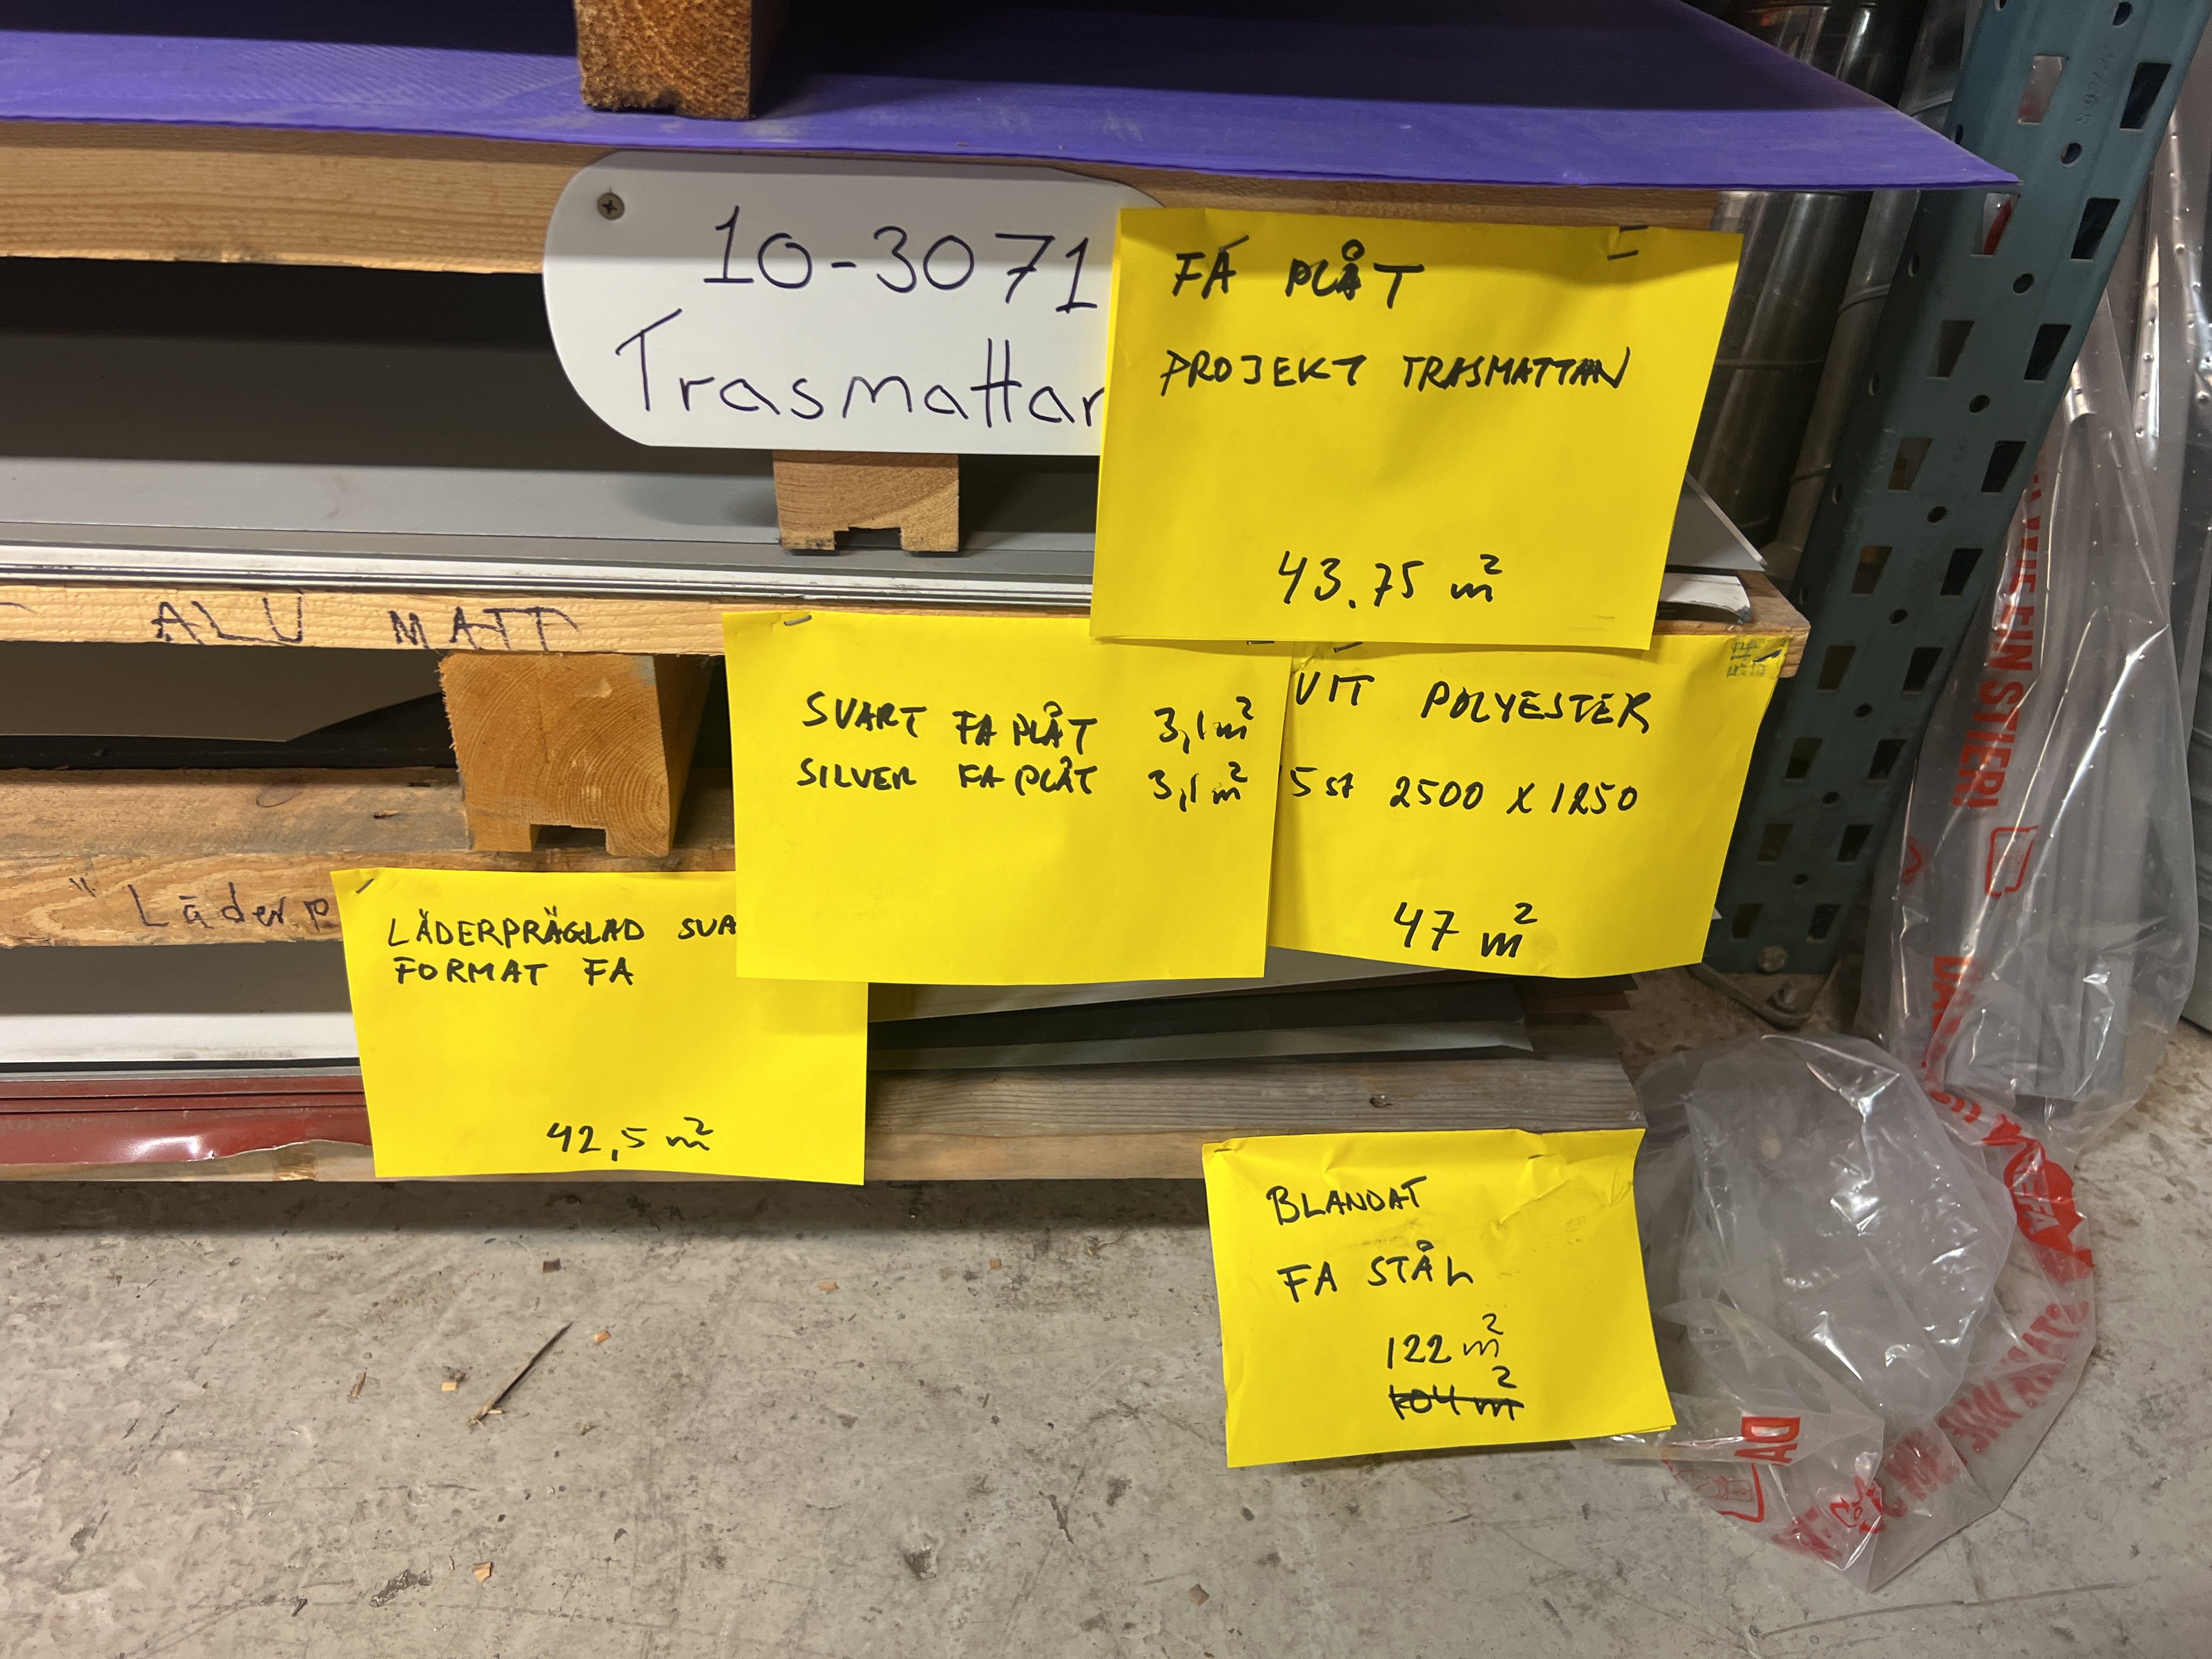 10-3071
Trasmattar
FA PLÅT
PROJEKT TRASMATTAN
43.75 m²
ALU MATT
SVART FA PLÅT 3,1 m²
SILVER FA PLÅT 3,1 m²
VIT POLYESTER
5 st 2500 X 1250
47 m²
"Läderp
LÄDERPRÄGLAD SVA
FORMAT FA
42,5 m²
BLANDAT
FA STÅL
122 m²
104 m²